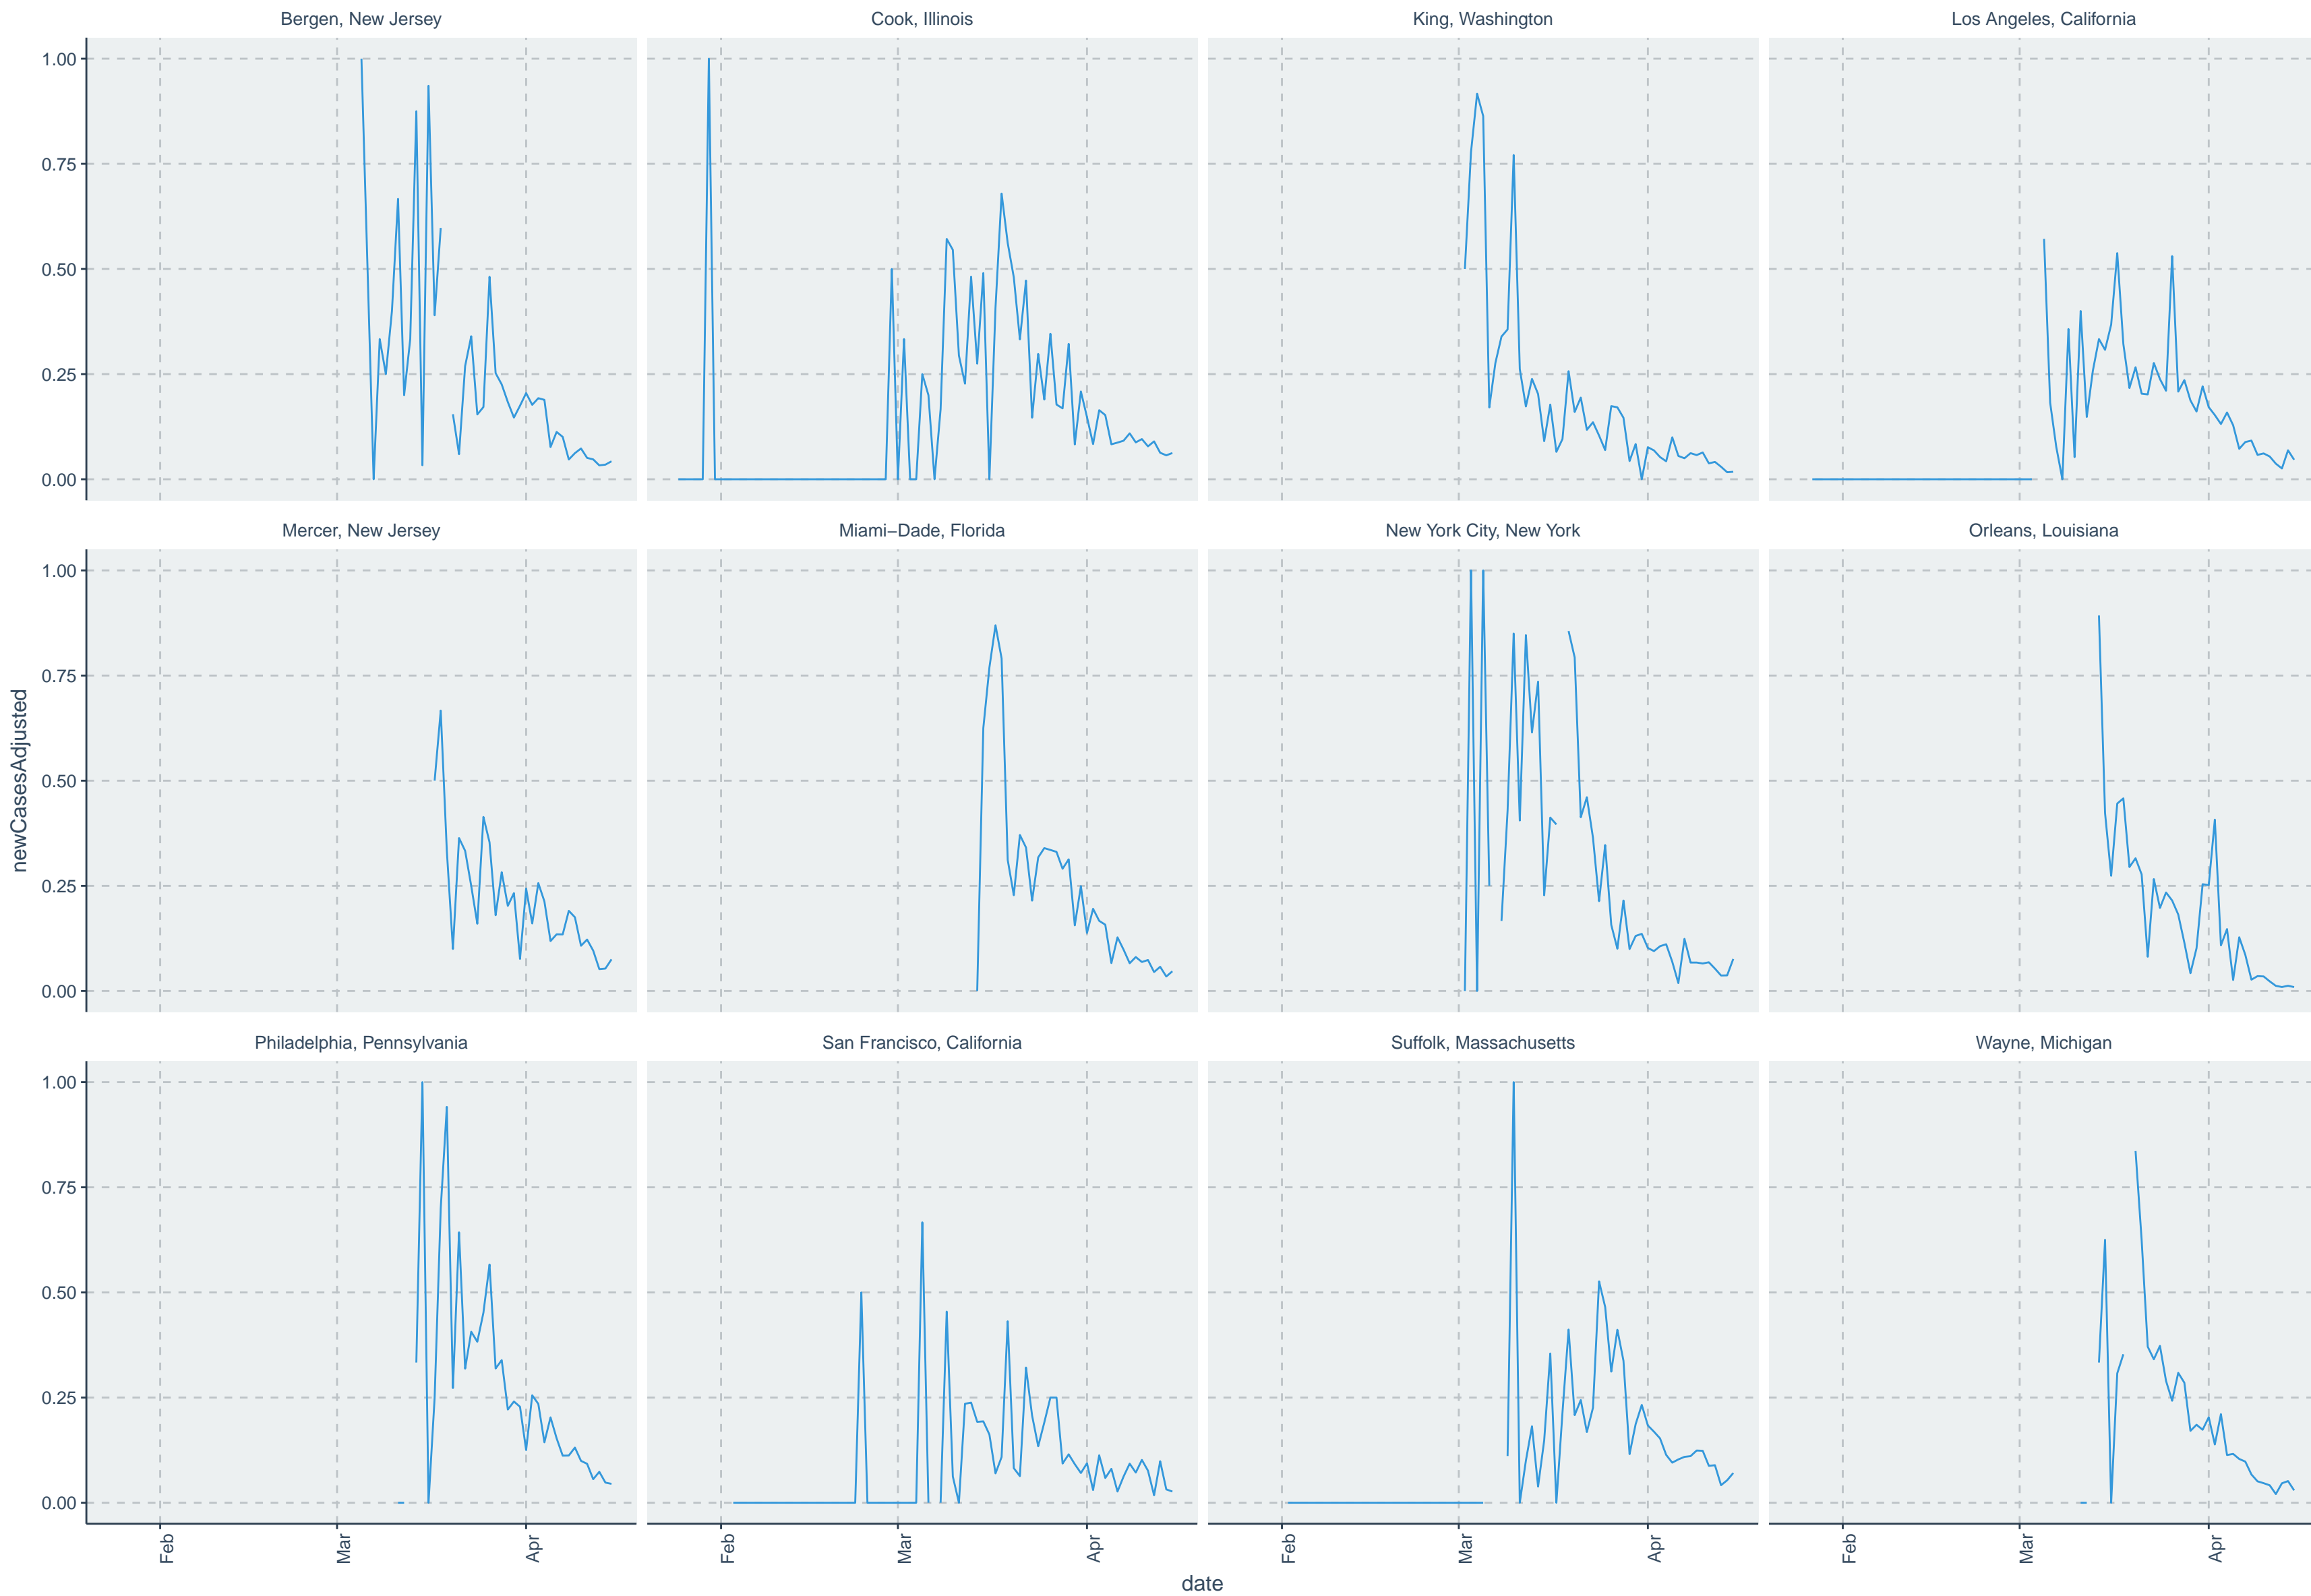 Bergen, New Jersey
Cook, Illinois
King, Washington
Los Angeles, California
1.00
0.75
0.50
0.25
0.00
Mercer, New Jersey
Miami−Dade, Florida
New York City, New York
Orleans, Louisiana
1.00
0.75
0.50
0.25
0.00
newCasesAdjusted
Philadelphia, Pennsylvania
San Francisco, California
Suffolk, Massachusetts
Wayne, Michigan
1.00
0.75
0.50
0.25
0.00
Feb
Mar
Apr
Feb
Mar
Apr
Feb
Mar
Apr
Feb
Mar
Apr
date